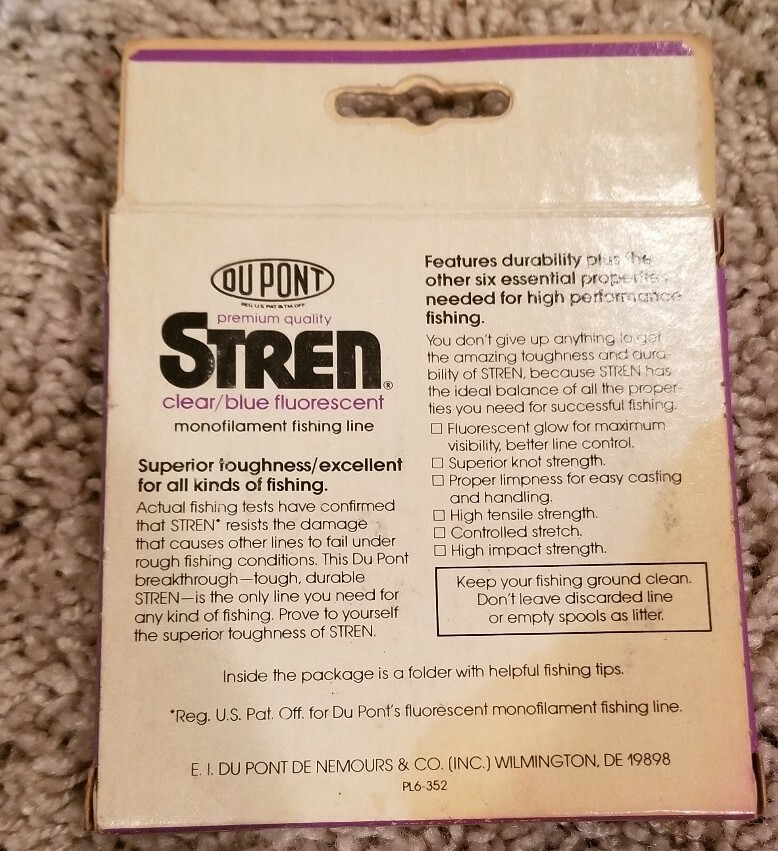 DU PONT
REG. U.S. PAT. & TM. OFF.
premium quality
STREN®
clear/blue fluorescent
monofilament fishing line
Superior toughness/excellent
for all kinds of fishing.
Actual fishing tests have confirmed
that STREN* resists the damage
that causes other lines to fail under
rough fishing conditions. This Du Pont
breakthrough—tough, durable
STREN—is the only line you need for
any kind of fishing. Prove to yourself
the superior toughness of STREN.
Features durability plus the
other six essential properties
needed for high performance
fishing.
You don't give up anything to get
the amazing toughness and dura-
bility of STREN, because STREN has
the ideal balance of all the proper-
ties you need for successful fishing.
☐ Fluorescent glow for maximum
visibility, better line control.
☐ Superior knot strength.
☐ Proper limpness for easy casting
and handling.
☐ High tensile strength.
☐ Controlled stretch.
☐ High impact strength.
Keep your fishing ground clean.
Don't leave discarded line
or empty spools as litter.
Inside the package is a folder with helpful fishing tips.
*Reg. U.S. Pat. Off. for Du Pont's fluorescent monofilament fishing line.
E. I. DU PONT DE NEMOURS & CO. (INC.) WILMINGTON, DE 19898
PL6-352